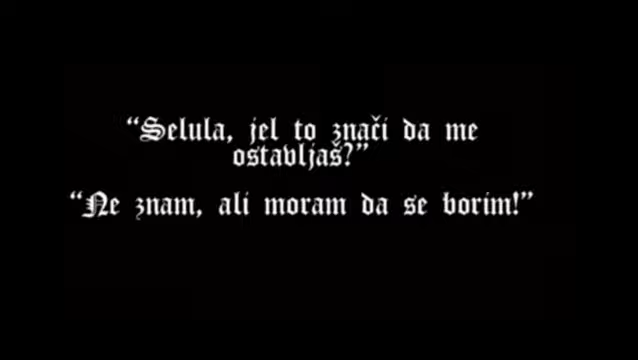 “Selula, jel to znači da me
ostavljaš?”
“Ne znam, ali moram da se borim!”